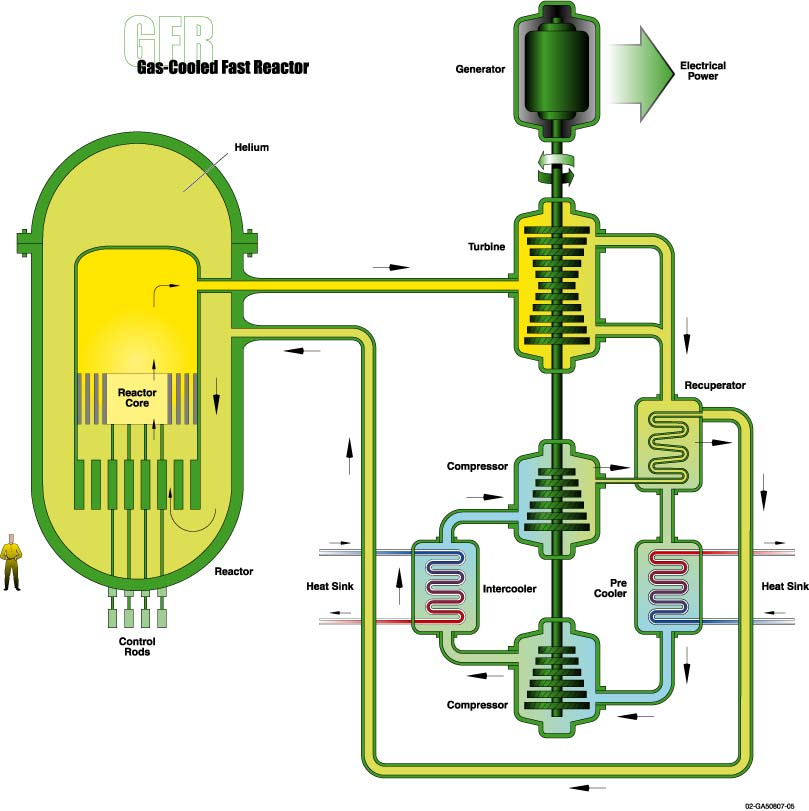 GFR
Gas-Cooled Fast Reactor
Generator
Electrical
Power
Helium
Turbine
Reactor
Core
Recuperator
Compressor
Reactor
Heat Sink
Intercooler
Pre
Cooler
Heat Sink
Control
Rods
Compressor
02-GA50807-05